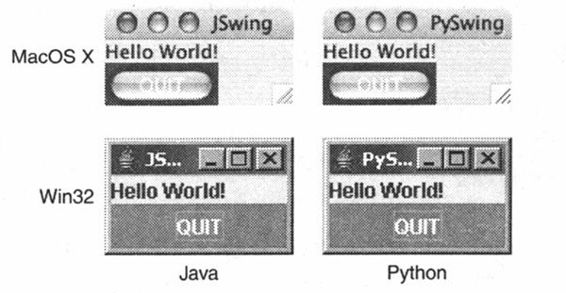 JSwing
PySwing
MacOS X
Hello World!
Hello World!
QUIT
QUIT
JS...
PyS...
Hello World!
Hello World!
Win32
QUIT
QUIT
Java
Python